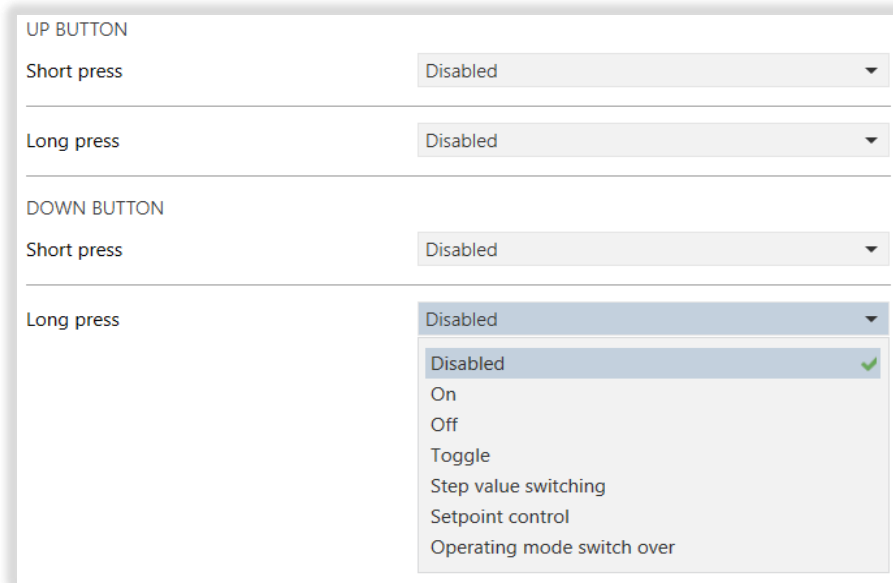 UP BUTTON
Short press Disabled
Long press Disabled
DOWN BUTTON
Short press Disabled
Long press Disabled
Disabled
On
Off
Toggle
Step value switching
Setpoint control
Operating mode switch over